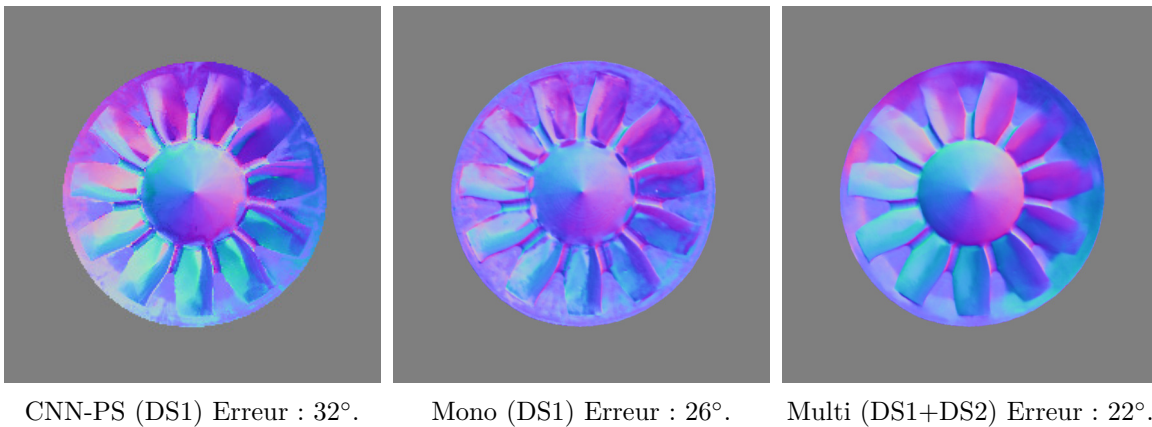 CNN-PS (DS1) Erreur : 32°.
Mono (DS1) Erreur : 26°.
Multi (DS1+DS2) Erreur : 22°.